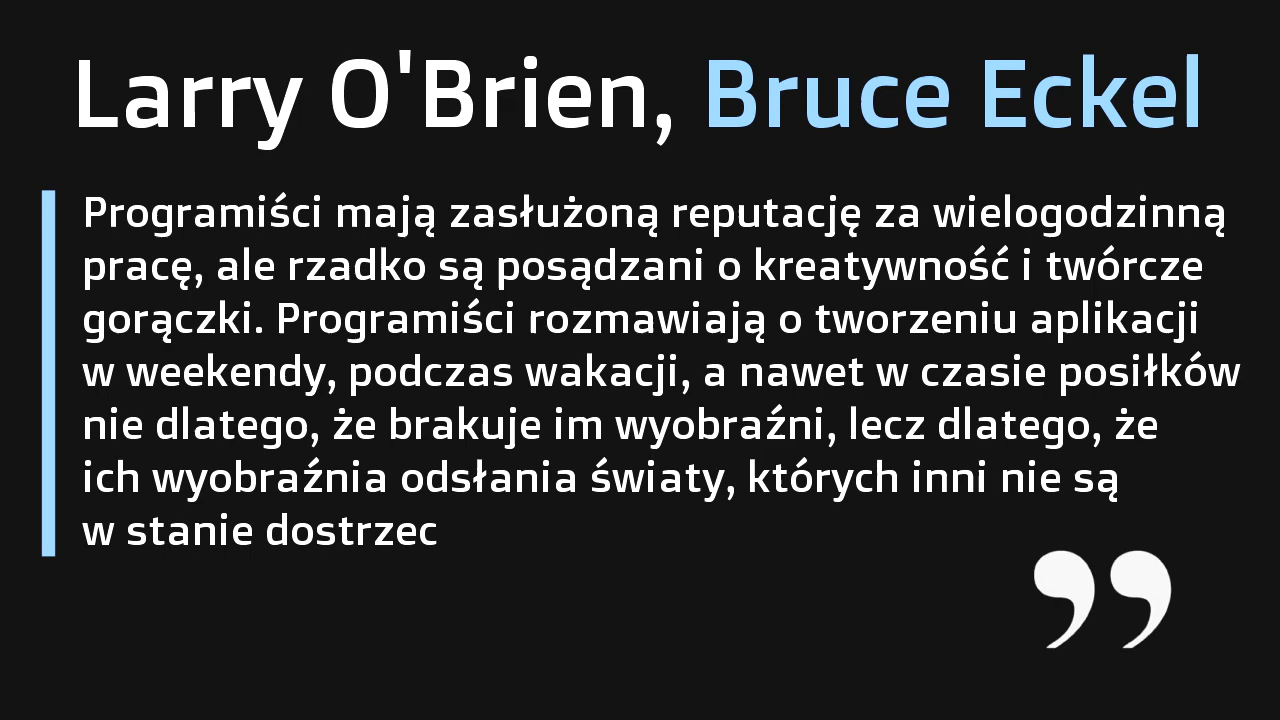 Larry O'Brien, Bruce Eckel
Programiści mają zasłużoną reputację za wielogodzinną
pracę, ale rzadko są posądzani o kreatywność i twórcze
gorączki. Programiści rozmawiają o tworzeniu aplikacji
w weekendy, podczas wakacji, a nawet w czasie posiłków
nie dlatego, że brakuje im wyobraźni, lecz dlatego, że
ich wyobraźnia odsłania światy, których inni nie są
w stanie dostrzec
”